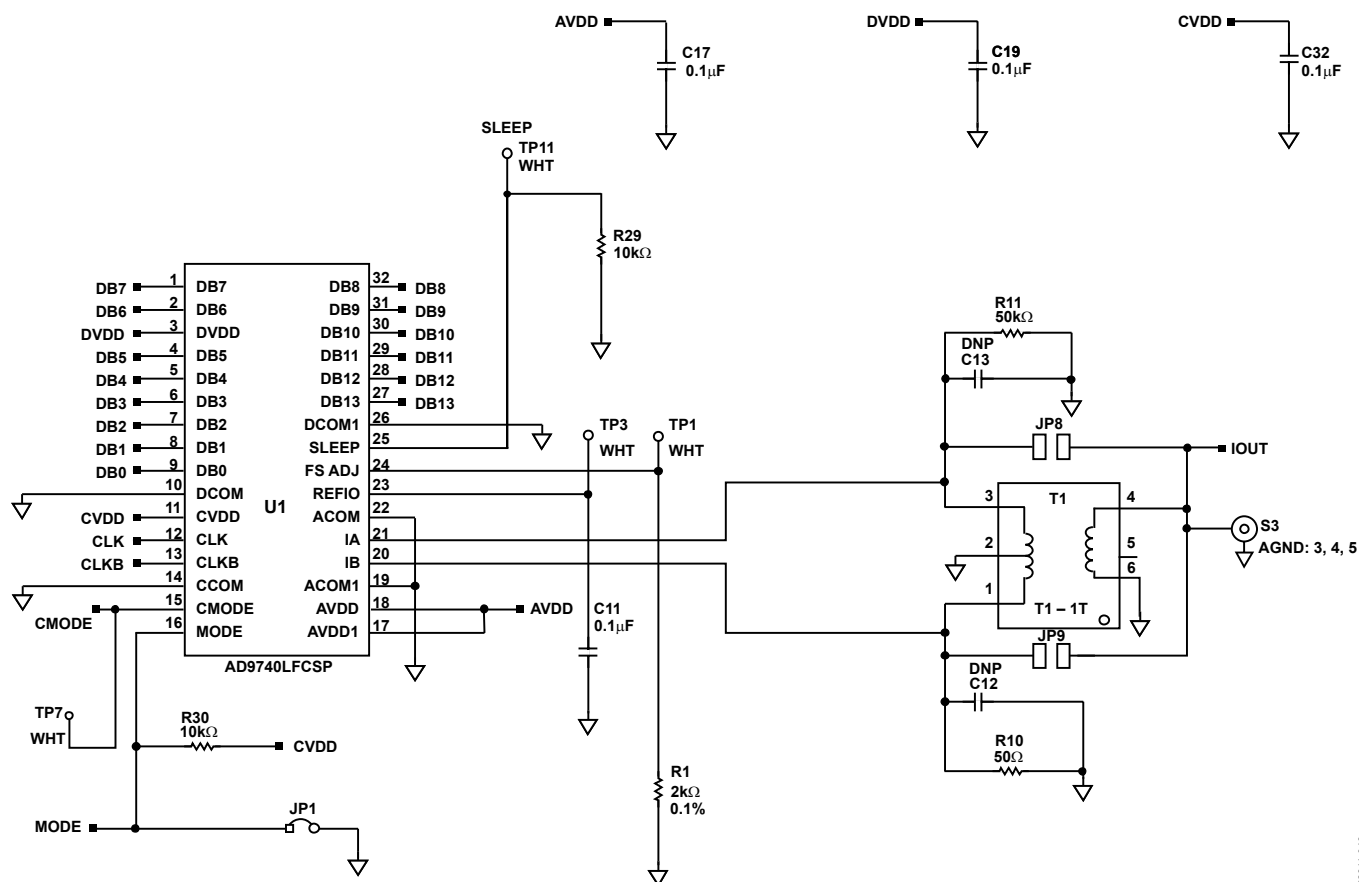 AVDD
C17
0.1µF
DVDD
C19
0.1µF
CVDD
C32
0.1µF
SLEEP
TP11
WHT
R29
10kΩ
DB7 1 DB7 DB8 32 DB8
DB6 2 DB6 DB9 31 DB9
DVDD 3 DVDD DB10 30 DB10
DB5 4 DB5 DB11 29 DB11
DB4 5 DB4 DB12 28 DB12
DB3 6 DB3 DB13 27 DB13
DB2 7 DB2 DCOM1 26
DB1 8 DB1 SLEEP 25
DB0 9 DB0 FS ADJ 24
10 DCOM REFIO 23
U1
CVDD 11 CVDD ACOM 22
CLK 12 CLK IA 21
CLKB 13 CLKB IB 20
14 CCOM ACOM1 19
CMODE 15 CMODE AVDD 18 AVDD
16 MODE AVDD1 17
AD9740LFCSP
TP3
WHT
TP1
WHT
C11
0.1µF
R11
50kΩ
DNP
C13
JP8
IOUT
3 T1 4
2 5
6
1
T1 – 1T
S3
AGND: 3, 4, 5
JP9
DNP
C12
R10
50Ω
TP7
WHT
R30
10kΩ
CVDD
R1
2kΩ
0.1%
MODE
JP1